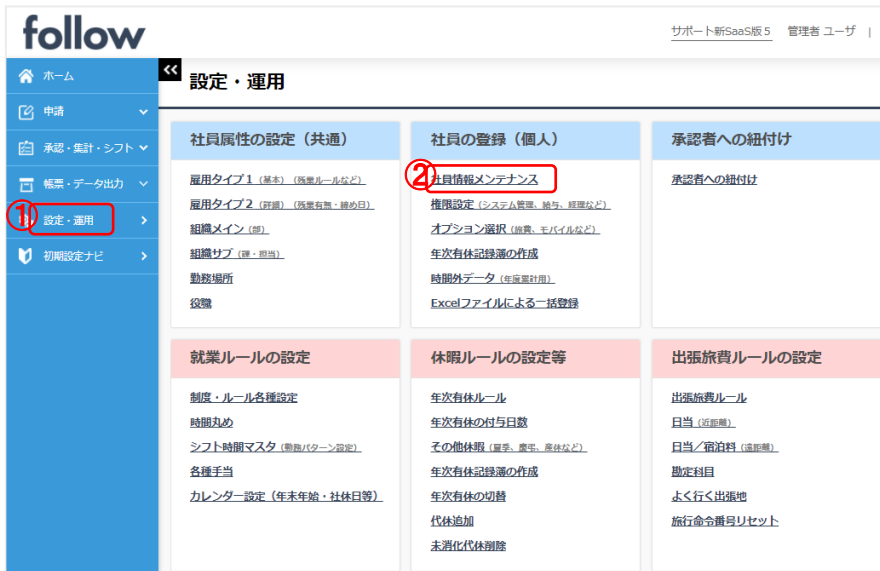 follow
サポート新SaaS版５ 管理者 ユーザ |
ホーム
申請
承認・集計・シフト
帳票・データ出力
① 設定・運用
初期設定ナビ
<<
設定・運用
社員属性の設定（共通）
雇用タイプ１（基本）（残業ルールなど）
雇用タイプ２（詳細）（残業有無・締め日）
組織メイン（部）
組織サブ（課・担当）
勤務場所
役職
社員の登録（個人）
② 社員情報メンテナンス
権限設定（システム管理、給与、経理など）
オプション選択（旅費、モバイルなど）
年次有休記録簿の作成
時間外データ（年度累計用）
Excelファイルによる一括登録
承認者への紐付け
承認者への紐付け
就業ルールの設定
制度・ルール各種設定
時間丸め
シフト時間マスタ（勤務パターン設定）
各種手当
カレンダー設定（年末年始・社休日等）
休暇ルールの設定等
年次有休ルール
年次有休の付与日数
その他休暇（夏季、慶弔、産休など）
年次有休記録簿の作成
年次有休の切替
代休追加
未消化代休削除
出張旅費ルールの設定
出張旅費ルール
日当（近距離）
日当／宿泊料（遠距離）
勘定科目
よく行く出張地
旅行命令番号リセット